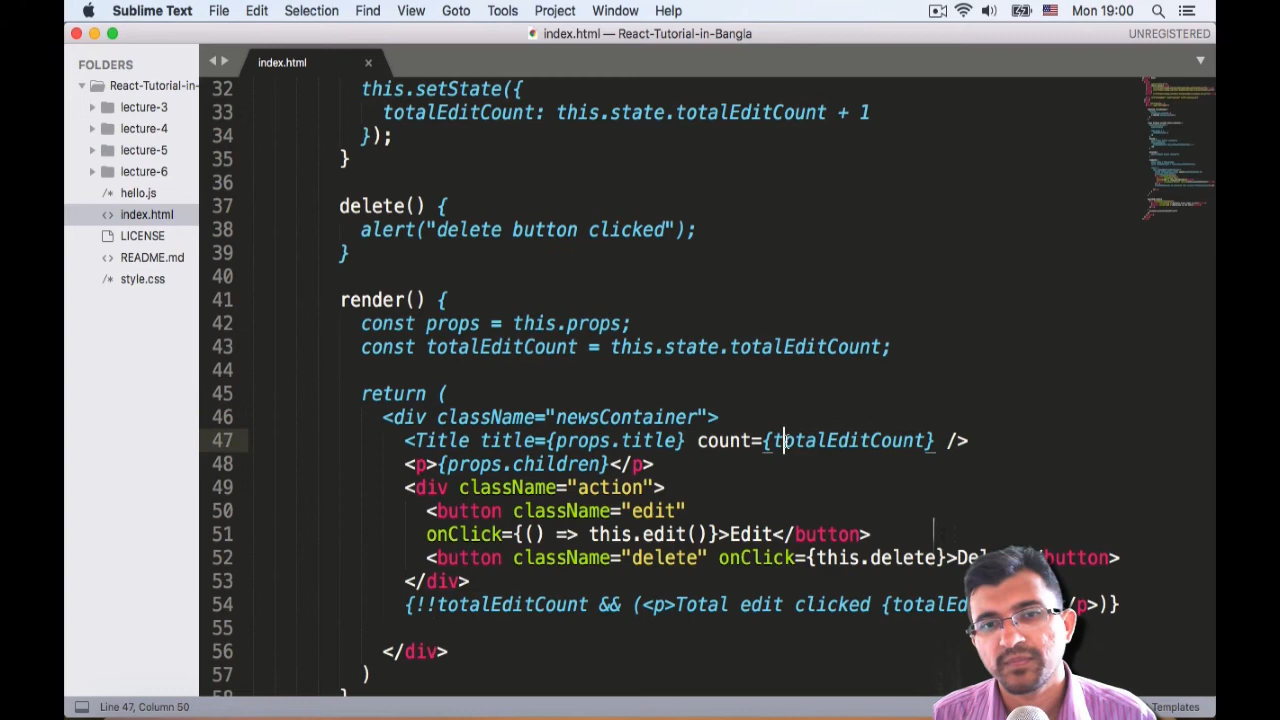 Sublime Text File Edit Selection Find View Goto Tools Project Window Help Mon 19:00
index.html — React-Tutorial-in-Bangla UNREGISTERED
FOLDERS
React-Tutorial-in-
lecture-3
lecture-4
lecture-5
lecture-6
hello.js
index.html
LICENSE
README.md
style.css
index.html
32 this.setState({
33 totalEditCount: this.state.totalEditCount + 1
34 });
35 }
36
37 delete() {
38 alert("delete button clicked");
39 }
40
41 render() {
42 const props = this.props;
43 const totalEditCount = this.state.totalEditCount;
44
45 return (
46 <div className="newsContainer">
47 <Title title={props.title} count={totalEditCount} />
48 <p>{props.children}</p>
49 <div className="action">
50 <button className="edit"
51 onClick={() => this.edit()}>Edit</button>
52 <button className="delete" onClick={this.delete}>De button>
53 </div>
54 {!!totalEditCount && (<p>Total edit clicked {totalEd /p>)}
55
56 </div>
57 )
58 }
Line 47, Column 50 Templates